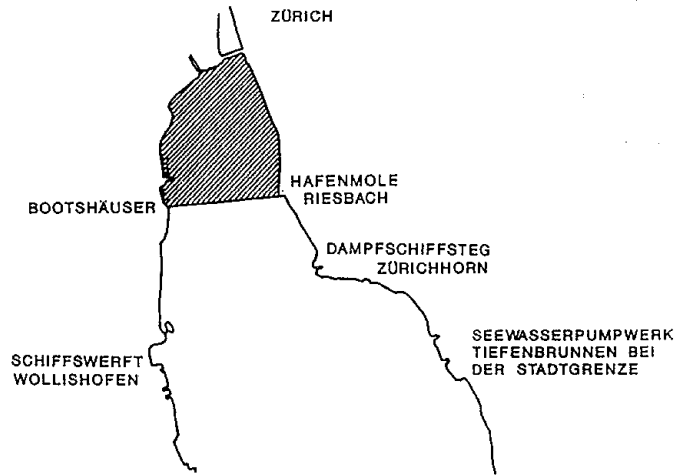 ZÜRICH
HAFENMOLE
RIESBACH
BOOTSHÄUSER
DAMPFSCHIFFSTEG
ZÜRICHHORN
SEEWASSERPUMPWERK
TIEFENBRUNNEN BEI
DER STADTGRENZE
SCHIFFSWERFT
WOLLISHOFEN